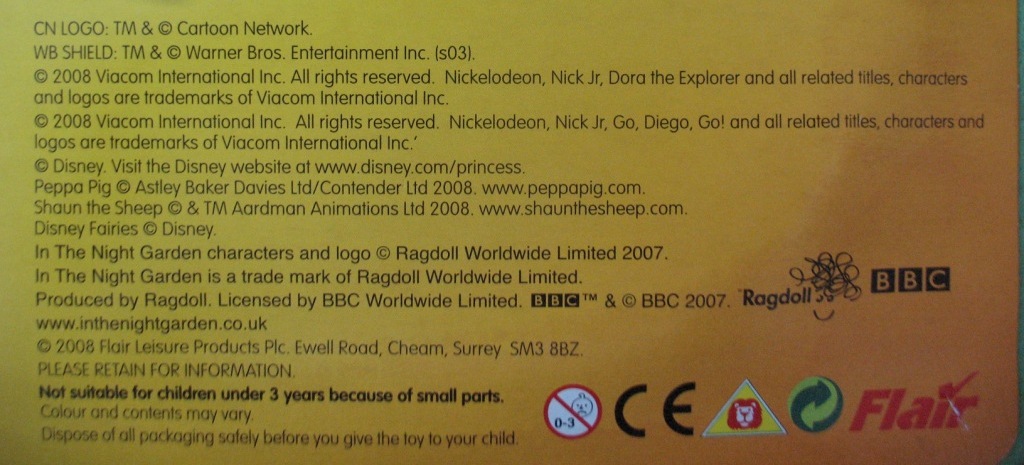 CN LOGO: TM & © Cartoon Network.
WB SHIELD: TM & © Warner Bros. Entertainment Inc. (s03).
© 2008 Viacom International Inc. All rights reserved. Nickelodeon, Nick Jr, Dora the Explorer and all related titles, characters
and logos are trademarks of Viacom International Inc.
© 2008 Viacom International Inc. All rights reserved. Nickelodeon, Nick Jr, Go, Diego, Go! and all related titles, characters and
logos are trademarks of Viacom International Inc.'
© Disney. Visit the Disney website at www.disney.com/princess.
Peppa Pig © Astley Baker Davies Ltd/Contender Ltd 2008. www.peppapig.com.
Shaun the Sheep © & TM Aardman Animations Ltd 2008. www.shaunthesheep.com.
Disney Fairies © Disney.
In The Night Garden characters and logo © Ragdoll Worldwide Limited 2007.
In The Night Garden is a trade mark of Ragdoll Worldwide Limited.
Produced by Ragdoll. Licensed by BBC Worldwide Limited. BBC™ & © BBC 2007. Ragdoll BBC
www.inthenightgarden.co.uk
© 2008 Flair Leisure Products Plc. Ewell Road, Cheam, Surrey SM3 8BZ.
PLEASE RETAIN FOR INFORMATION.
Not suitable for children under 3 years because of small parts.
Colour and contents may vary.
Dispose of all packaging safely before you give the toy to your child.
0-3 CE Flair